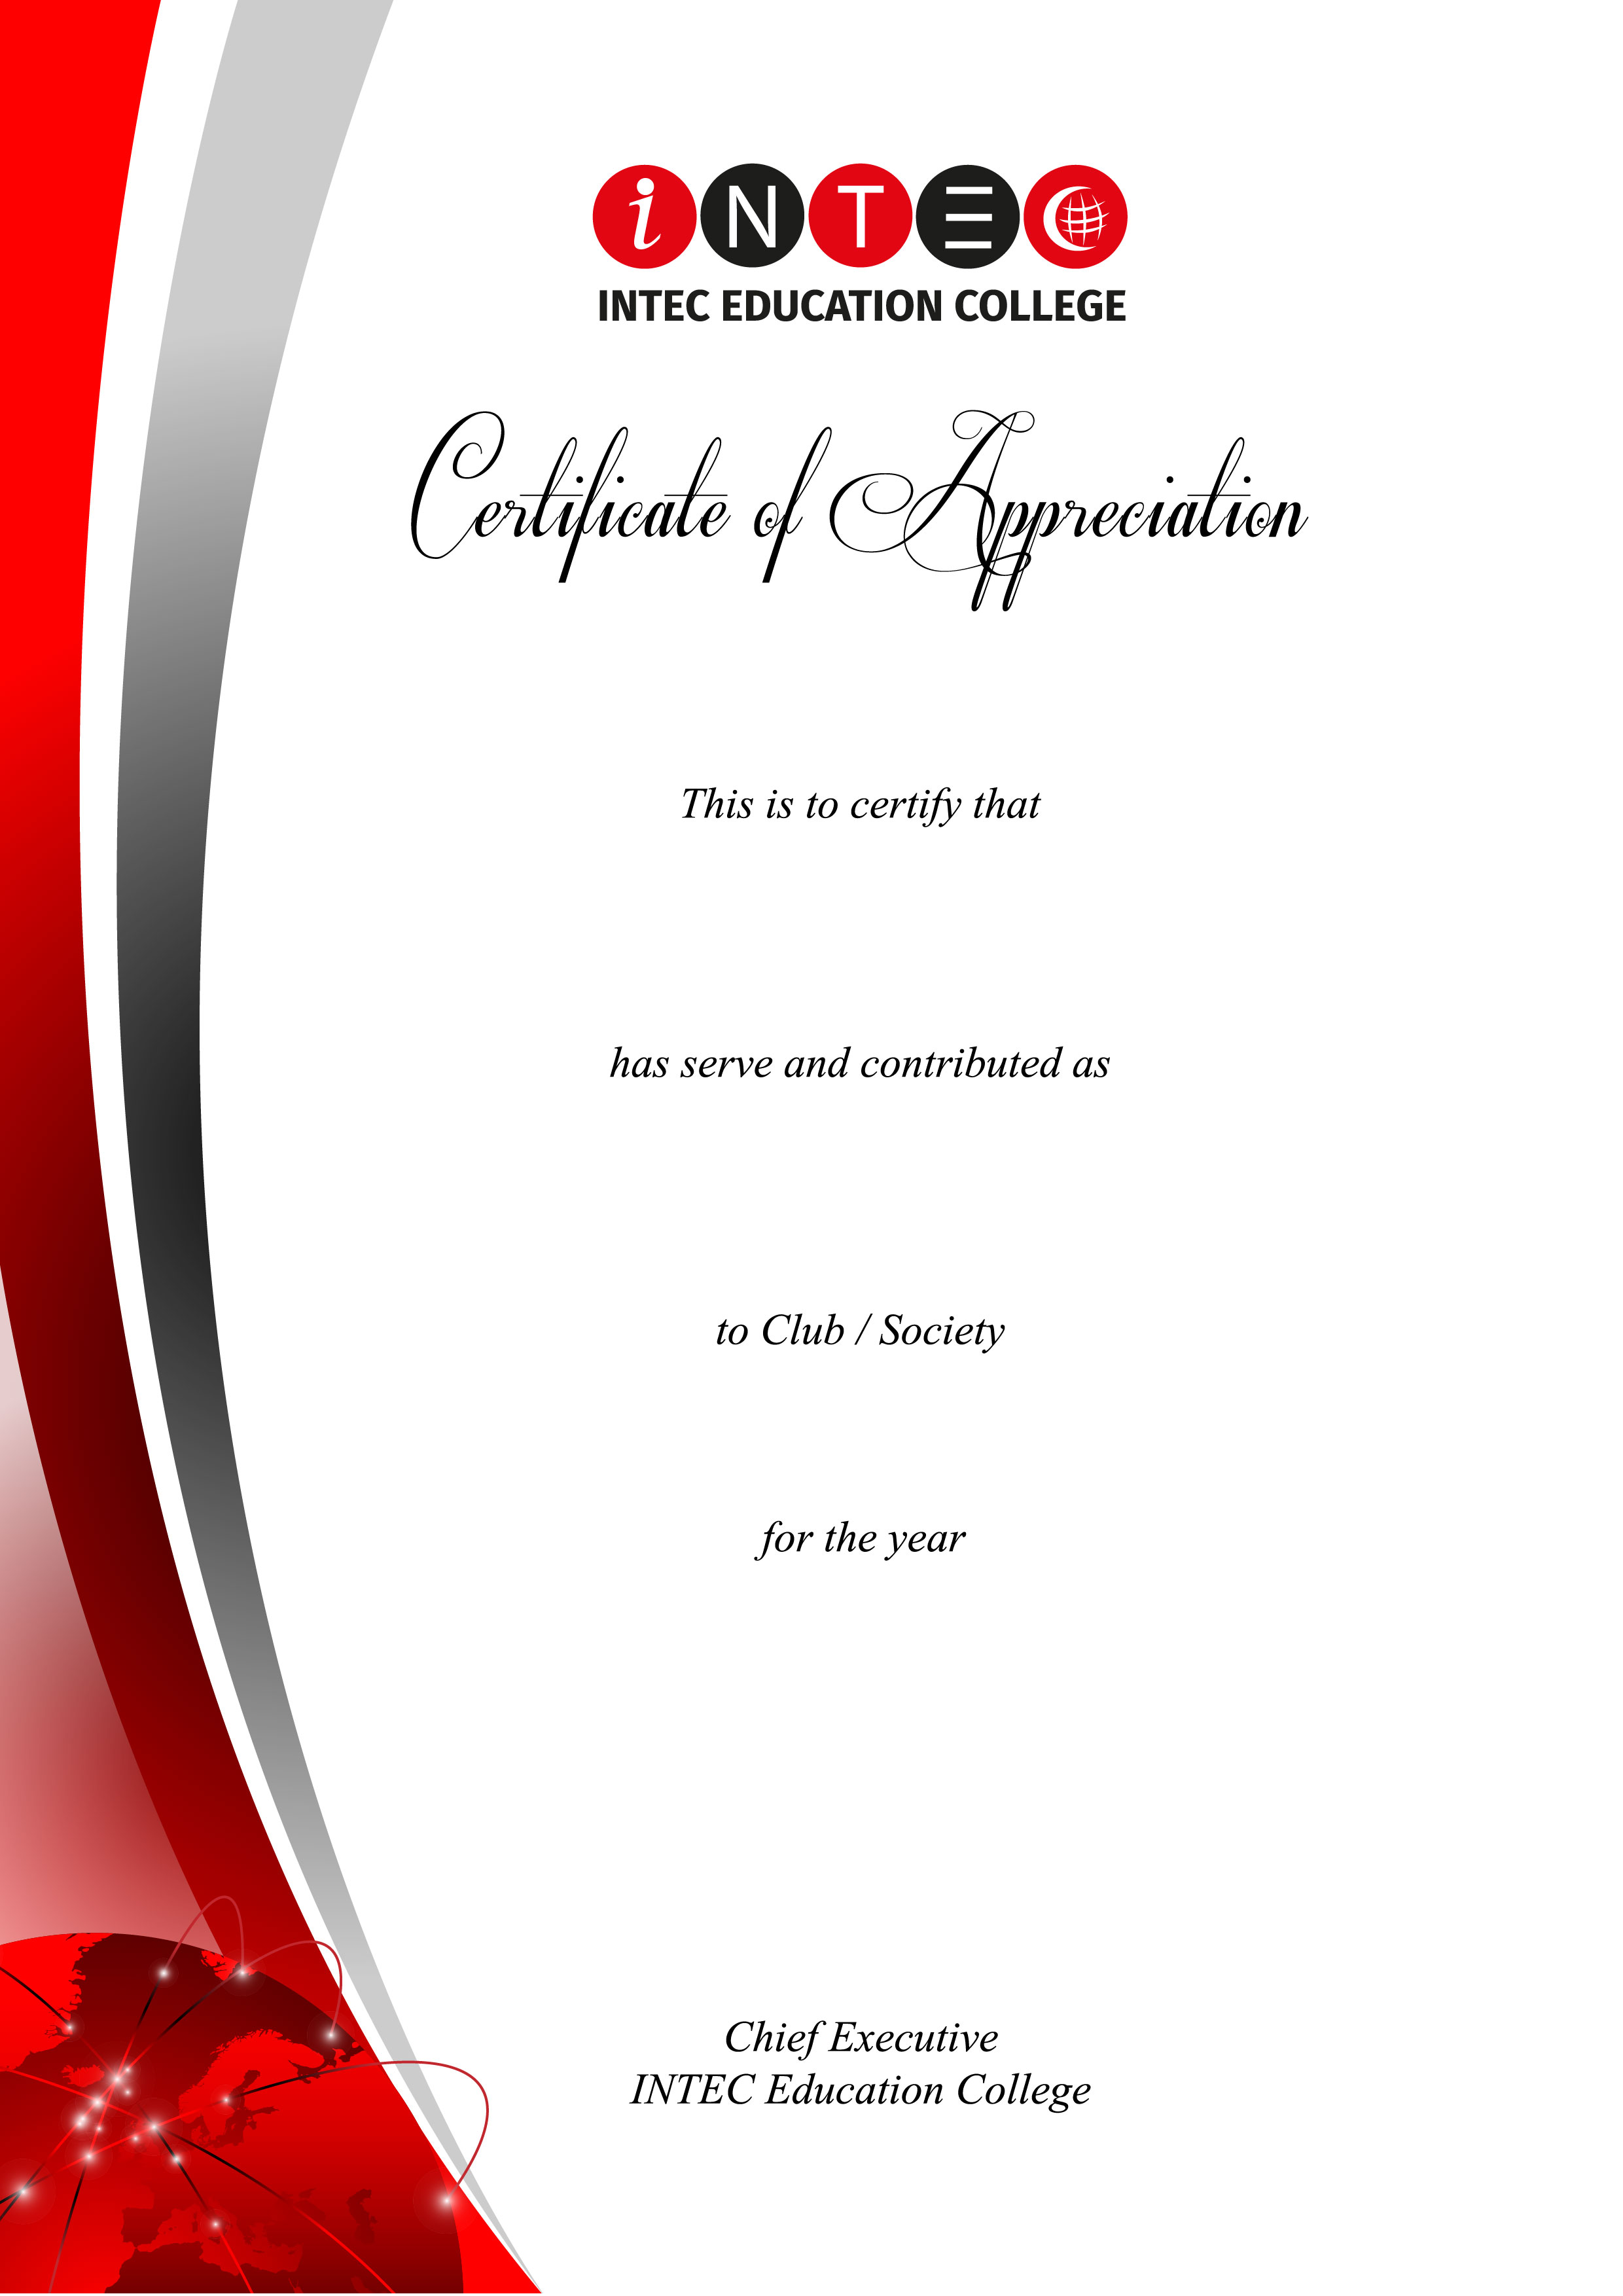 iNTEC
INTEC EDUCATION COLLEGE
Certificate of Appreciation
This is to certify that
has serve and contributed as
to Club / Society
for the year
Chief Executive
INTEC Education College